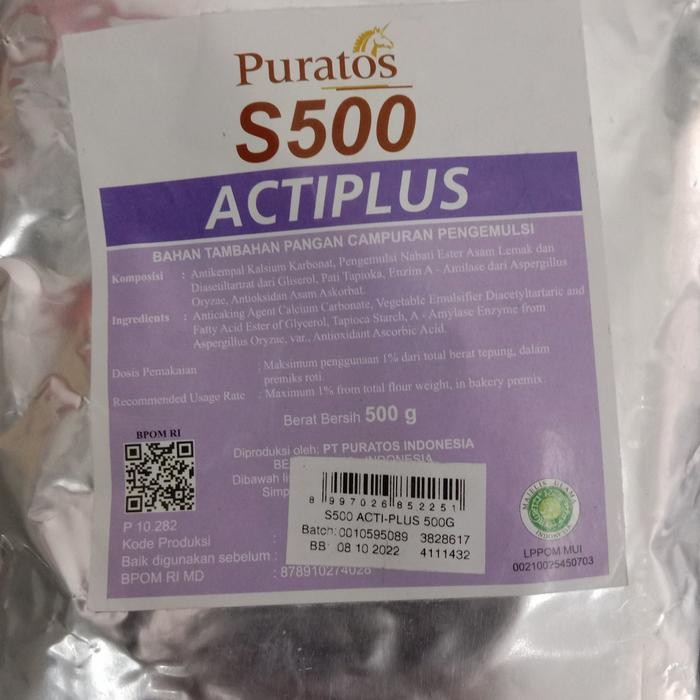 Puratos
S500
ACTIPLUS
BAHAN TAMBAHAN PANGAN CAMPURAN PENGEMULSI
Komposisi : Antikempal Kalsium Karbonat, Pengemulsi Nabati Ester Asam Lemak dan
Diasetiltartrat dari Gliserol, Pati Tapioka, Enzim A - Amilase dari Aspergillus
Oryzae, Antioksidan Asam Askorbat.
Ingredients : Anticaking Agent Calcium Carbonate, Vegetable Emulsifier Diacetyltartaric and
Fatty Acid Ester of Glycerol, Tapioca Starch, A - Amylase Enzyme from
Aspergillus Oryzae, var., Antioxidant Ascorbic Acid.
Dosis Pemakaian : Maksimum penggunaan 1% dari total berat tepung, dalam
premiks roti.
Recommended Usage Rate : Maximum 1% from total flour weight, in bakery premix.
Berat Bersih 500 g
BPOM RI
Diproduksi oleh: PT PURATOS INDONESIA
INDONESIA
Dibawah
8 997026 852251
S500 ACTI-PLUS 500G
Batch: 0010595089 3828617
BB 08 10 2022 4111432
P 10.282
Kode Produksi :
Baik digunakan sebelum :
BPOM RI MD : 878910274028
MAJELIS ULAMA
INDONESIA
LPPOM MUI
00210025450703